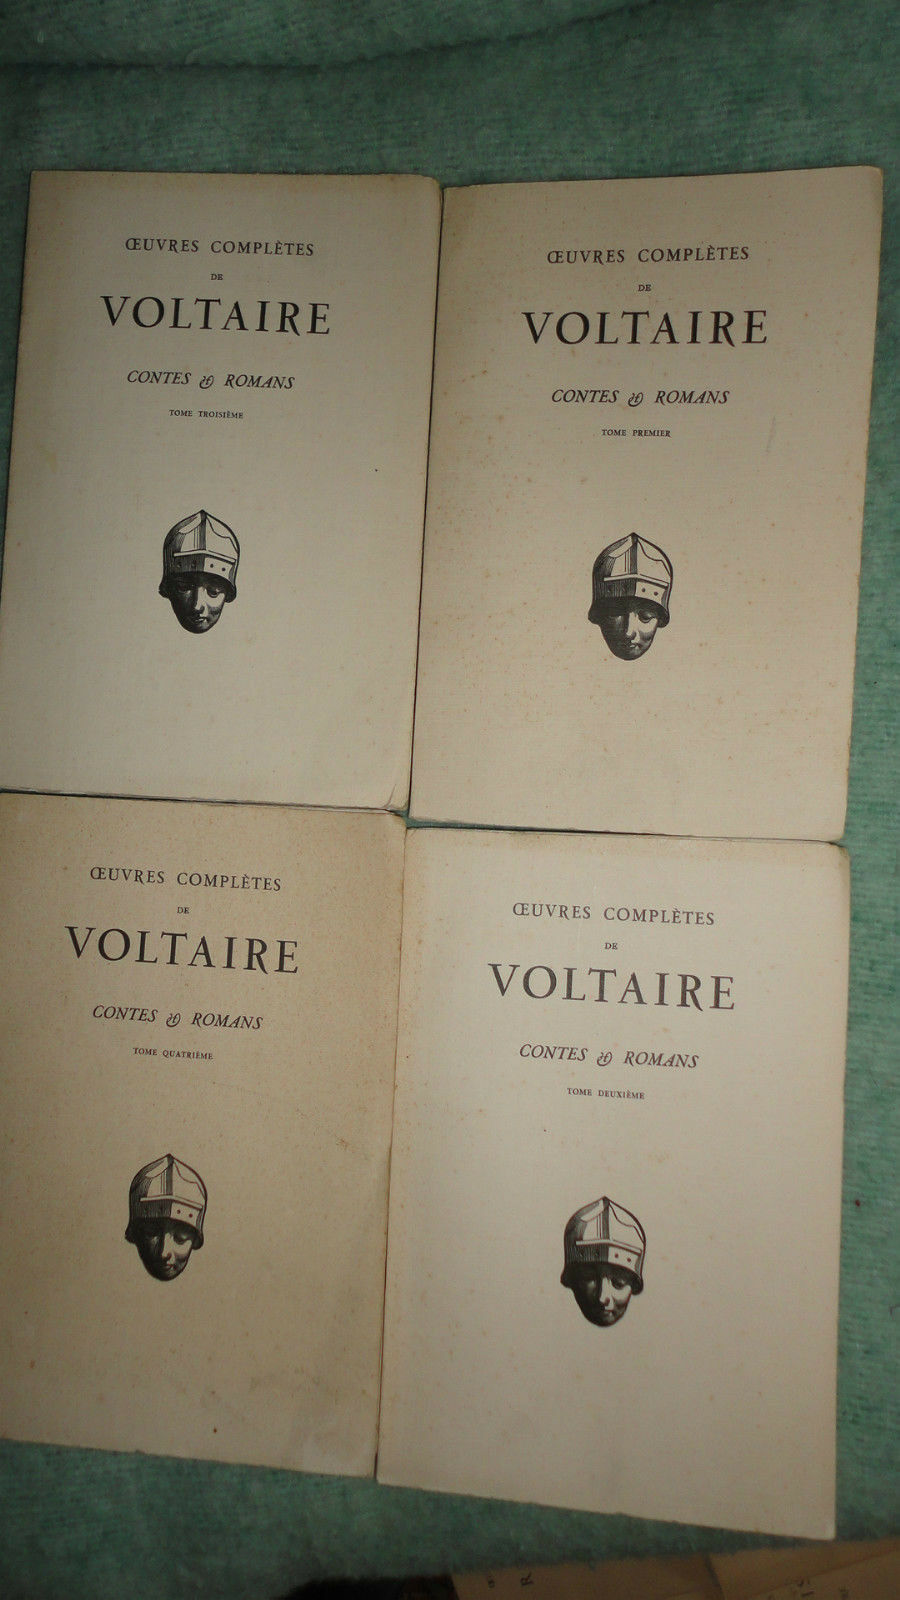 ŒUVRES COMPLÈTES
DE
VOLTAIRE
CONTES & ROMANS
TOME TROISIÈME
ŒUVRES COMPLÈTES
DE
VOLTAIRE
CONTES & ROMANS
TOME PREMIER
ŒUVRES COMPLÈTES
DE
VOLTAIRE
CONTES & ROMANS
TOME QUATRIÈME
ŒUVRES COMPLÈTES
DE
VOLTAIRE
CONTES & ROMANS
TOME DEUXIÈME